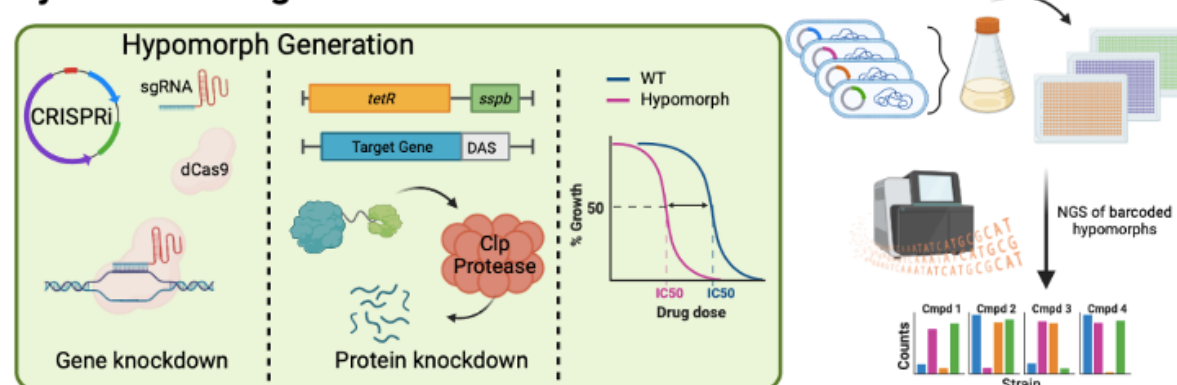 Hypomorph Generation
CRISPRi
sgRNA
dCas9
Gene knockdown
tetR
sspb
Target Gene
DAS
Clp
Protease
Protein knockdown
WT
Hypomorph
% Growth
50
IC50
IC50
Drug dose
NGS of barcoded
hypomorphs
Cmpd 1
Cmpd 2
Cmpd 3
Cmpd 4
Counts
Strain